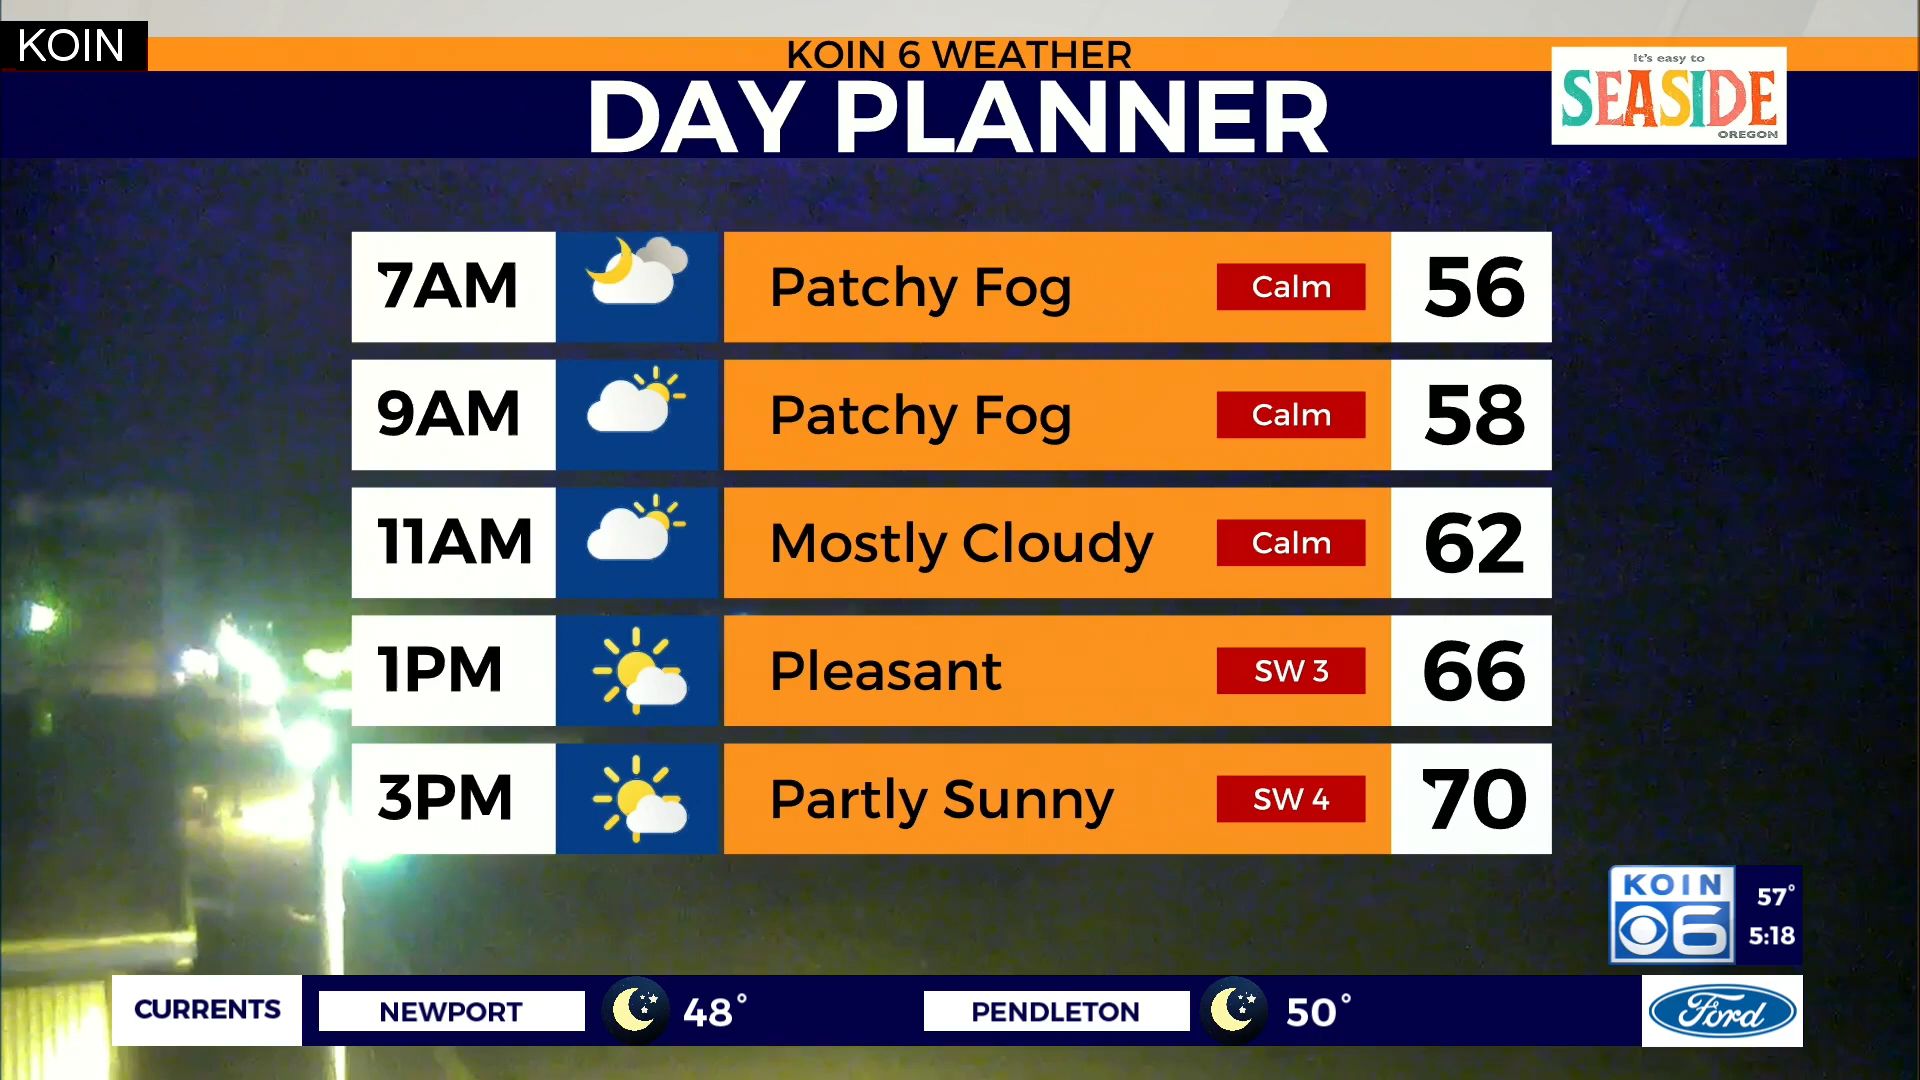 KOIN
KOIN 6 WEATHER
DAY PLANNER
It's easy to
SEASIDE
OREGON
7AM Patchy Fog Calm 56
9AM Patchy Fog Calm 58
11AM Mostly Cloudy Calm 62
1PM Pleasant SW 3 66
3PM Partly Sunny SW 4 70
KOIN
6
57°
5:18
CURRENTS NEWPORT 48° PENDLETON 50°
Ford